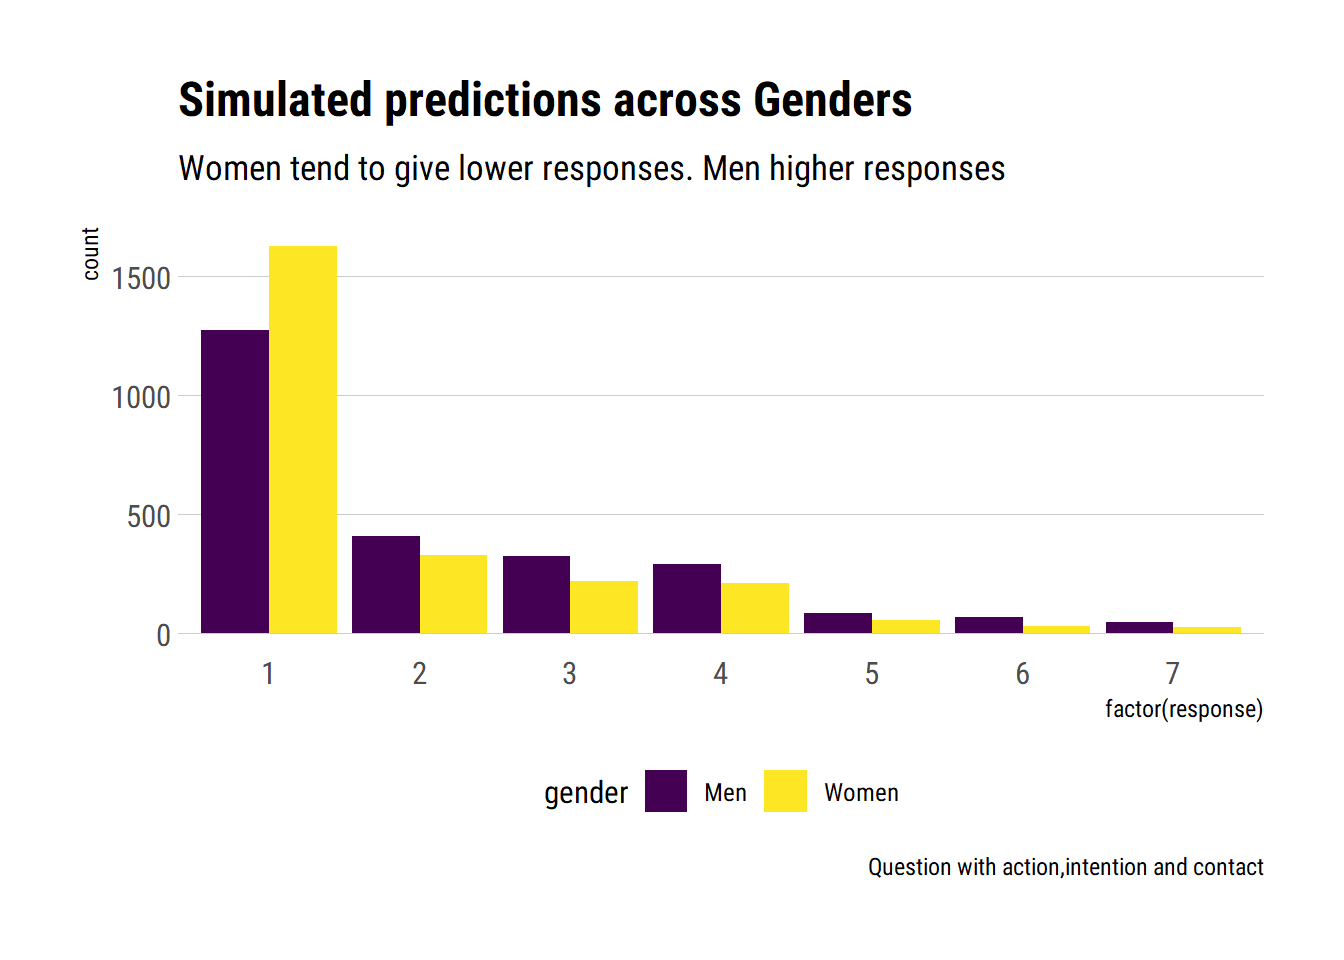 Simulated predictions across Genders
Women tend to give lower responses. Men higher responses
count
1500
1000
500
0
1 2 3 4 5 6 7
factor(response)
gender Men Women
Question with action,intention and contact